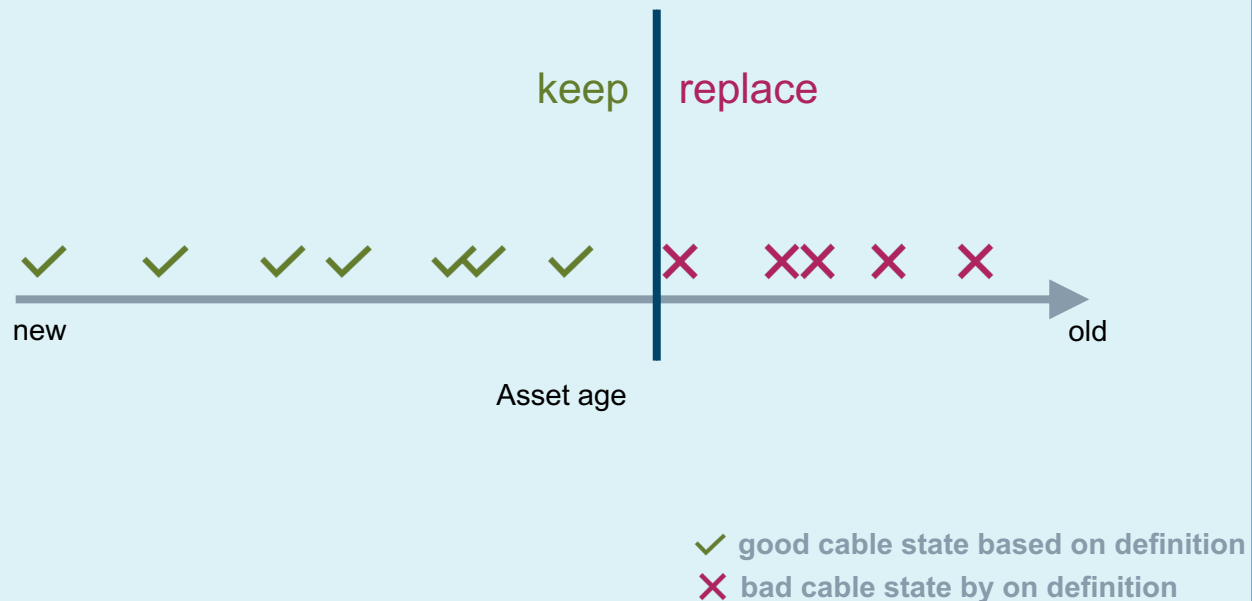 keep
replace
new
old
Asset age
good cable state based on definition
bad cable state by on definition